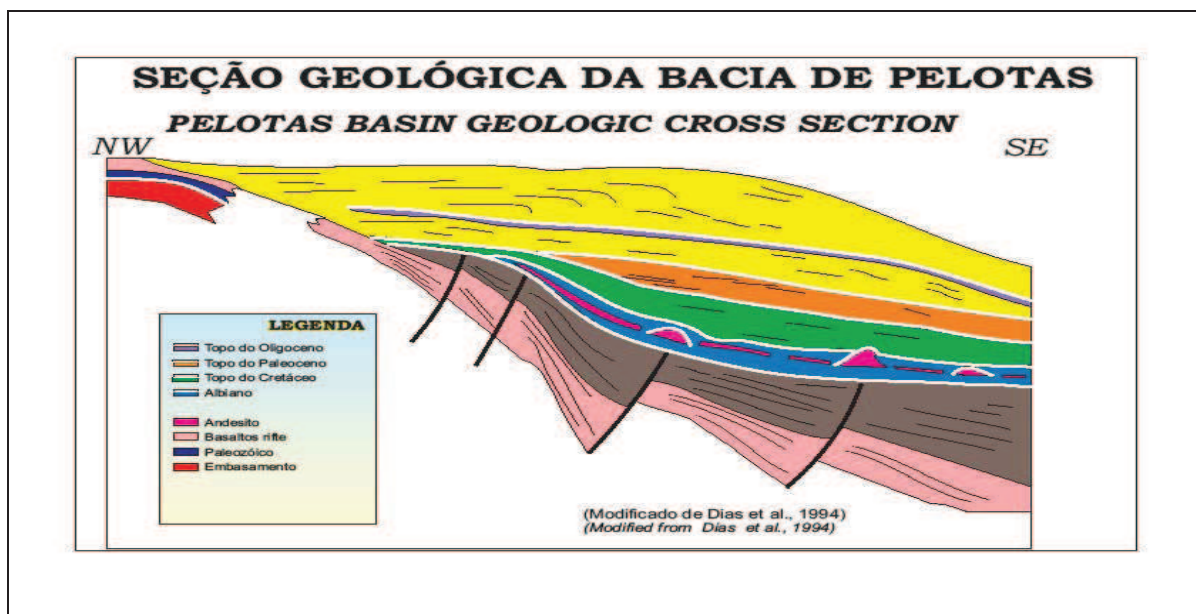 SEÇÃO GEOLÓGICA DA BACIA DE PELOTAS
PELOTAS BASIN GEOLOGIC CROSS SECTION
NW
SE
LEGENDA
Topo do Oligoceno
Topo do Paleoceno
Topo do Cretáceo
Albiano
Andesito
Basaltos rifte
Paleozóico
Embasamento
(Modificado de Dias et al., 1994)
(Modified from Dias et al., 1994)